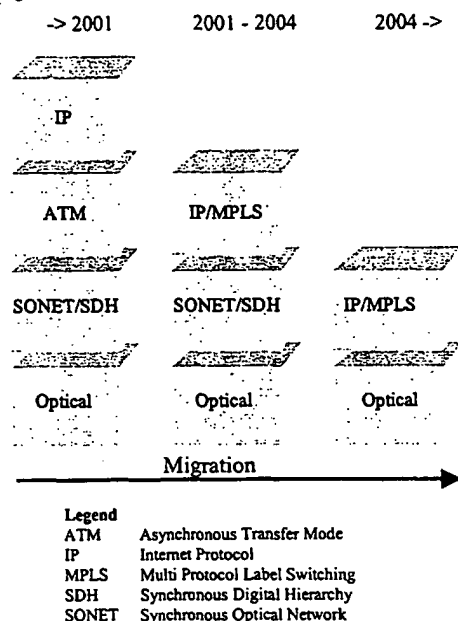 -> 2001 2001 - 2004 2004 ->
IP
ATM IP/MPLS
SONET/SDH SONET/SDH IP/MPLS
Optical Optical Optical
Migration
Legend
ATM Asynchronous Transfer Mode
IP Internet Protocol
MPLS Multi Protocol Label Switching
SDH Synchronous Digital Hierarchy
SONET Synchronous Optical Network